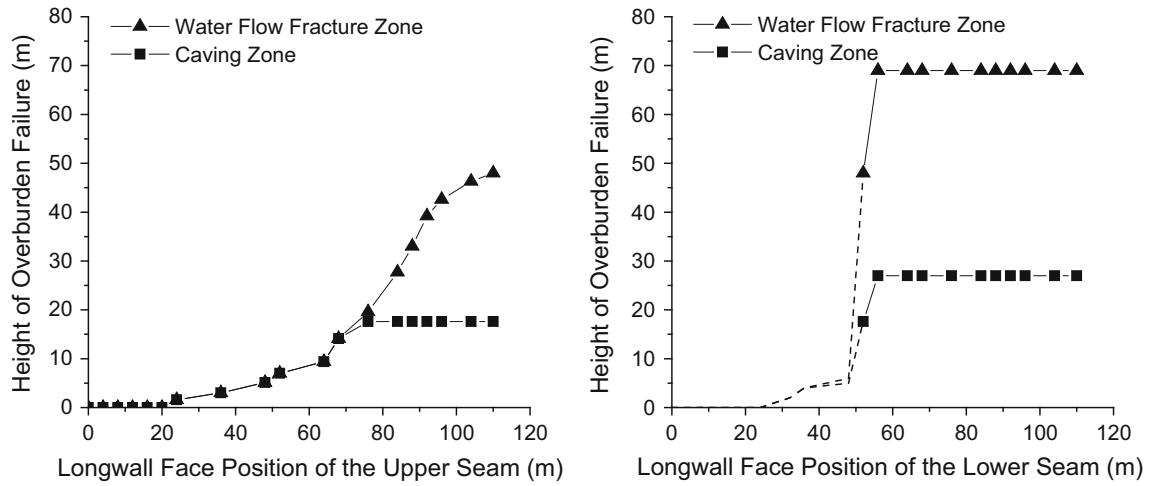 Water Flow Fracture Zone
Caving Zone
Height of Overburden Failure (m)
80
70
60
50
40
30
20
10
0
0 20 40 60 80 100 120
Longwall Face Position of the Upper Seam (m)
Water Flow Fracture Zone
Caving Zone
Height of Overburden Failure (m)
80
70
60
50
40
30
20
10
0
0 20 40 60 80 100 120
Longwall Face Position of the Lower Seam (m)